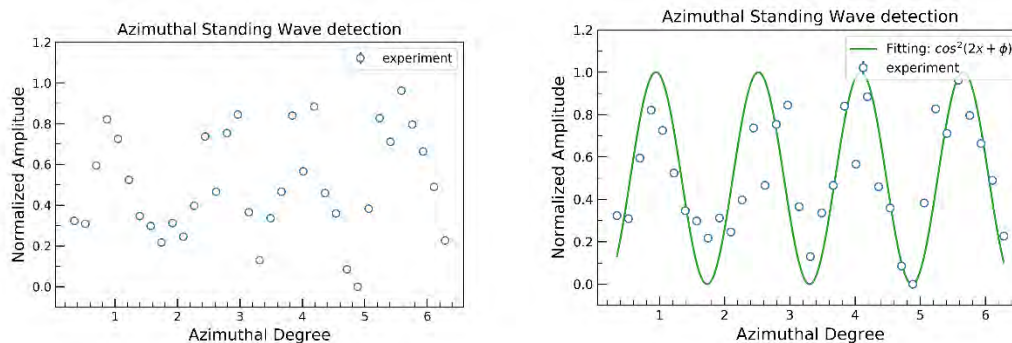 Azimuthal Standing Wave detection
1.2
1.0
0.8
0.6
0.4
0.2
0.0
Normalized Amplitude
experiment
1 2 3 4 5 6
Azimuthal Degree
Azimuthal Standing Wave detection
1.2
1.0
0.8
0.6
0.4
0.2
0.0
Normalized Amplitude
Fitting: cos²(2x + ϕ)
experiment
1 2 3 4 5 6
Azimuthal Degree